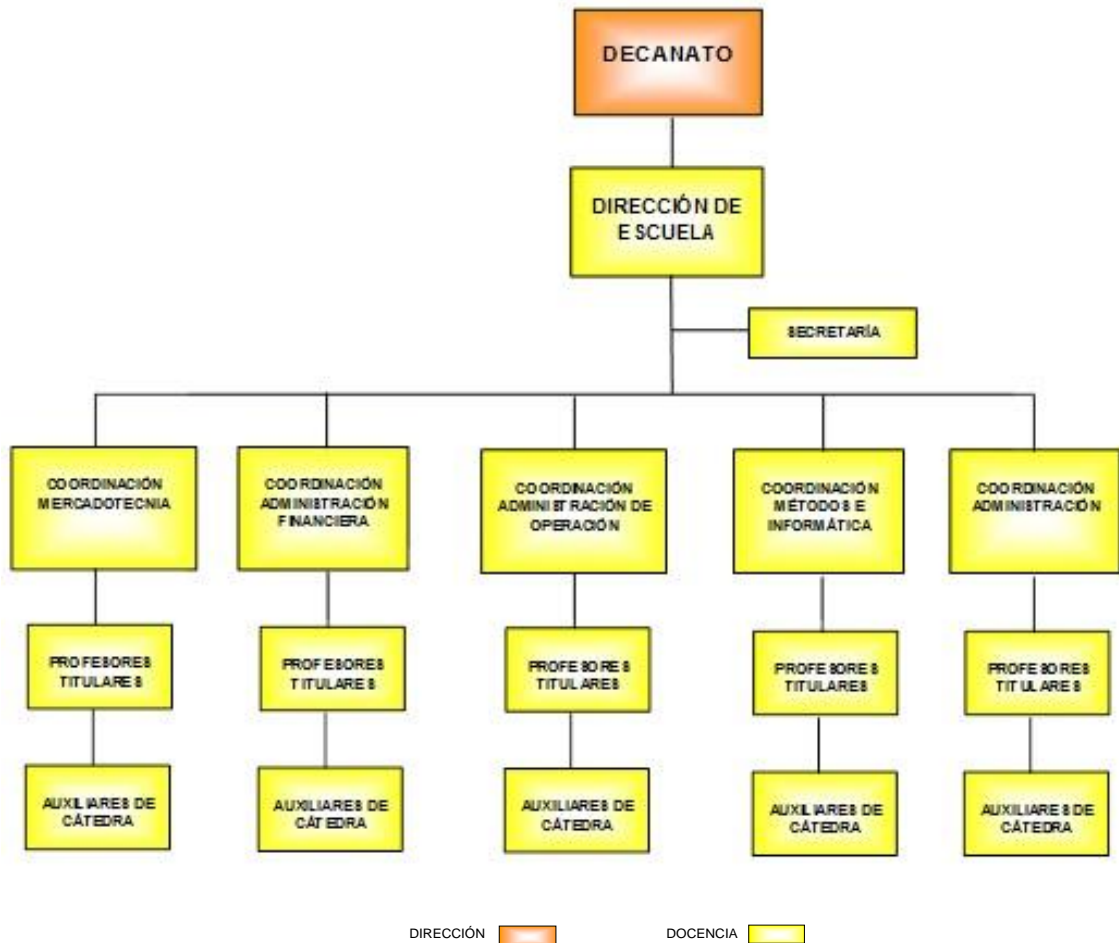 DECANATO
DIRECCIÓN DE
ESCUELA
SECRETARÍA
COORDINACIÓN
MERCADOTECNIA
COORDINACIÓN
ADMINISTRACIÓN
FINANCIERA
COORDINACIÓN
ADMINISTRACIÓN DE
OPERACIÓN
COORDINACIÓN
MÉTODOS E
INFORMÁTICA
COORDINACIÓN
ADMINISTRACIÓN
PROFESORES
TITULARES
PROFESORES
TITULARES
PROFESORES
TITULARES
PROFESORES
TITULARES
PROFESORES
TITULARES
AUXILIARES DE
CÁTEDRA
AUXILIARES DE
CÁTEDRA
AUXILIARES DE
CÁTEDRA
AUXILIARES DE
CÁTEDRA
AUXILIARES DE
CÁTEDRA
DIRECCIÓN DOCENCIA